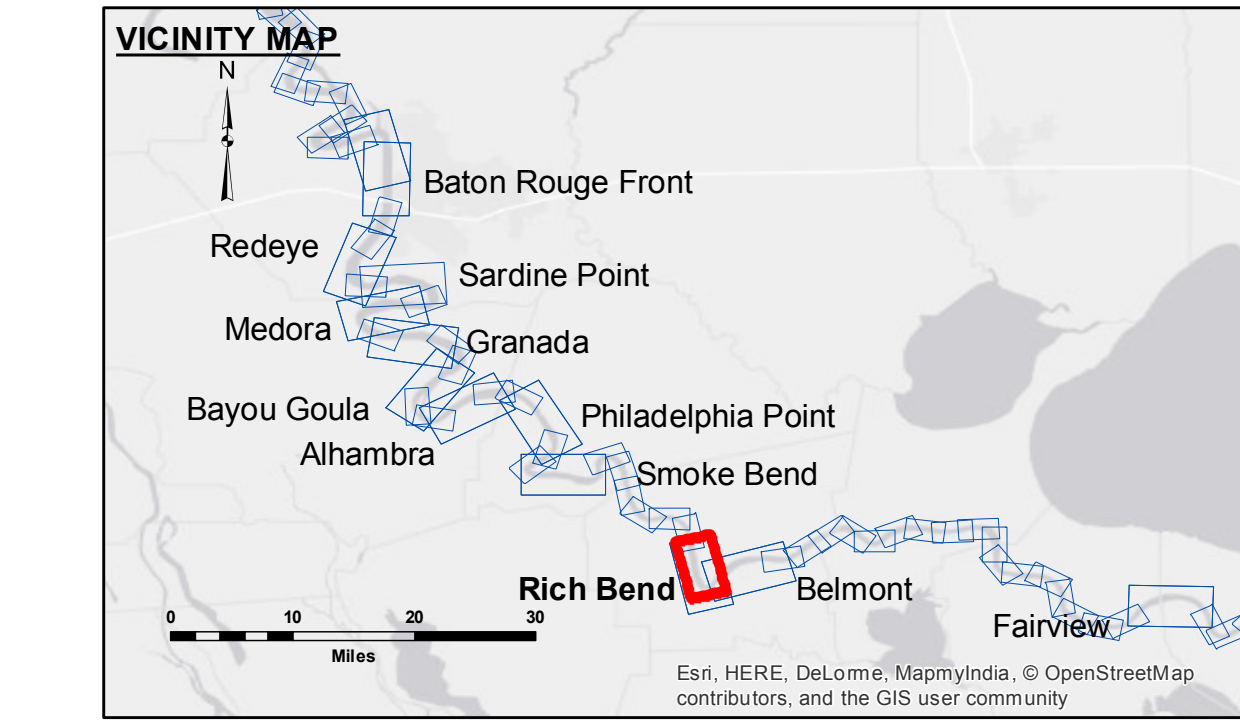 VICINITY MAP
N
Baton Rouge Front
Redeye
Sardine Point
Medora
Granada
Bayou Goula
Philadelphia Point
Alhambra
Smoke Bend
Rich Bend
Belmont
Fairview
0 10 20 30
Miles
Esri, HERE, DeLorme, MapmyIndia, © OpenStreetMap
contributors, and the GIS user community